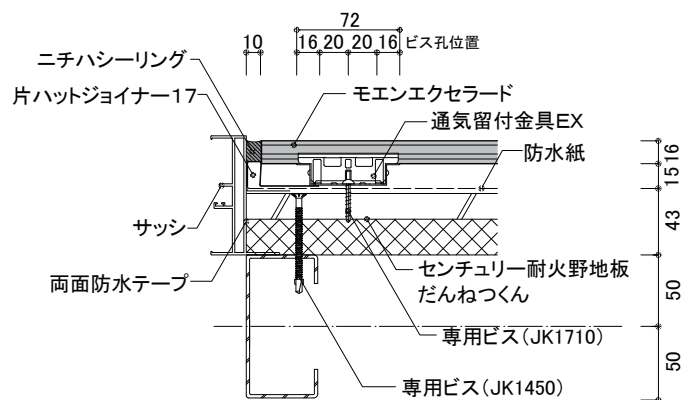 72
10
16 20 20 16 ビス孔位置
ニチハシーリング
片ハットジョイナー17
モエンエクセラード
通気留付金具EX
防水紙
16
15
43
50
50
サッシ
両面防水テープ
センチュリー耐火野地板
だんねつくん
専用ビス(JK1710)
専用ビス(JK1450)